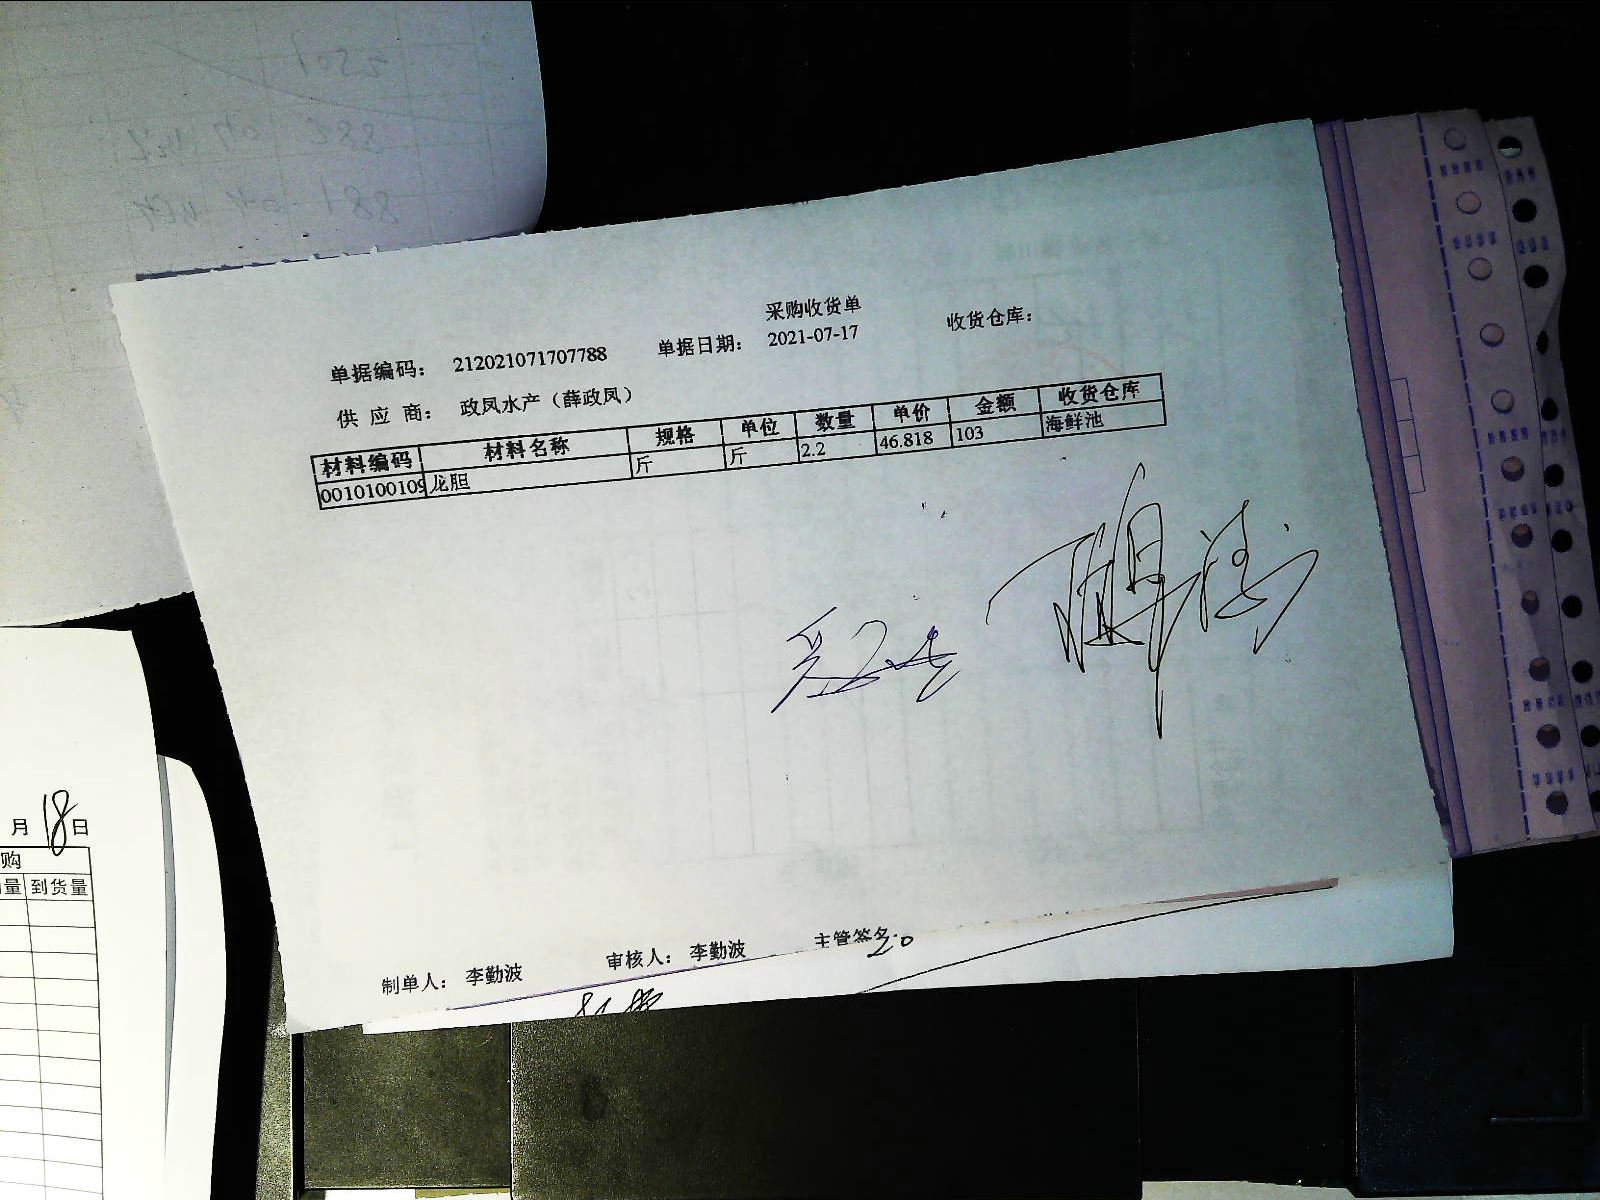 采购收货单
单据编码： 212021071707788 单据日期： 2021-07-17 收货仓库：
供 应 商： 政凤水产（薛政凤）
材料编码 材料名称 规格 单位 数量 单价 金额 收货仓库
0010100109 龙胆 斤 斤 2.2 46.818 103 海鲜池
制单人： 李勤波 审核人： 李勤波 主管签名:
月18日
购
量 到货量